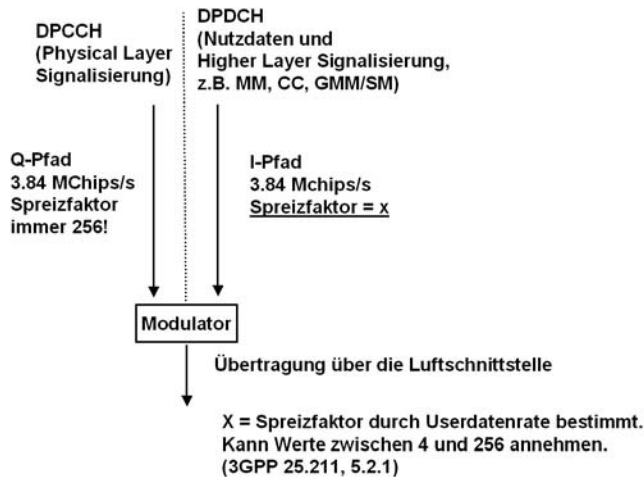 DPCCH
(Physical Layer
Signalisierung)
DPDCH
(Nutzdaten und
Higher Layer Signalisierung,
z.B. MM, CC, GMM/SM)
Q-Pfad
3.84 MChips/s
Spreizfaktor
immer 256!
I-Pfad
3.84 Mchips/s
Spreizfaktor = x
Modulator
Übertragung über die Luftschnittstelle
X = Spreizfaktor durch Userdatenrate bestimmt.
Kann Werte zwischen 4 und 256 annehmen.
(3GPP 25.211, 5.2.1)